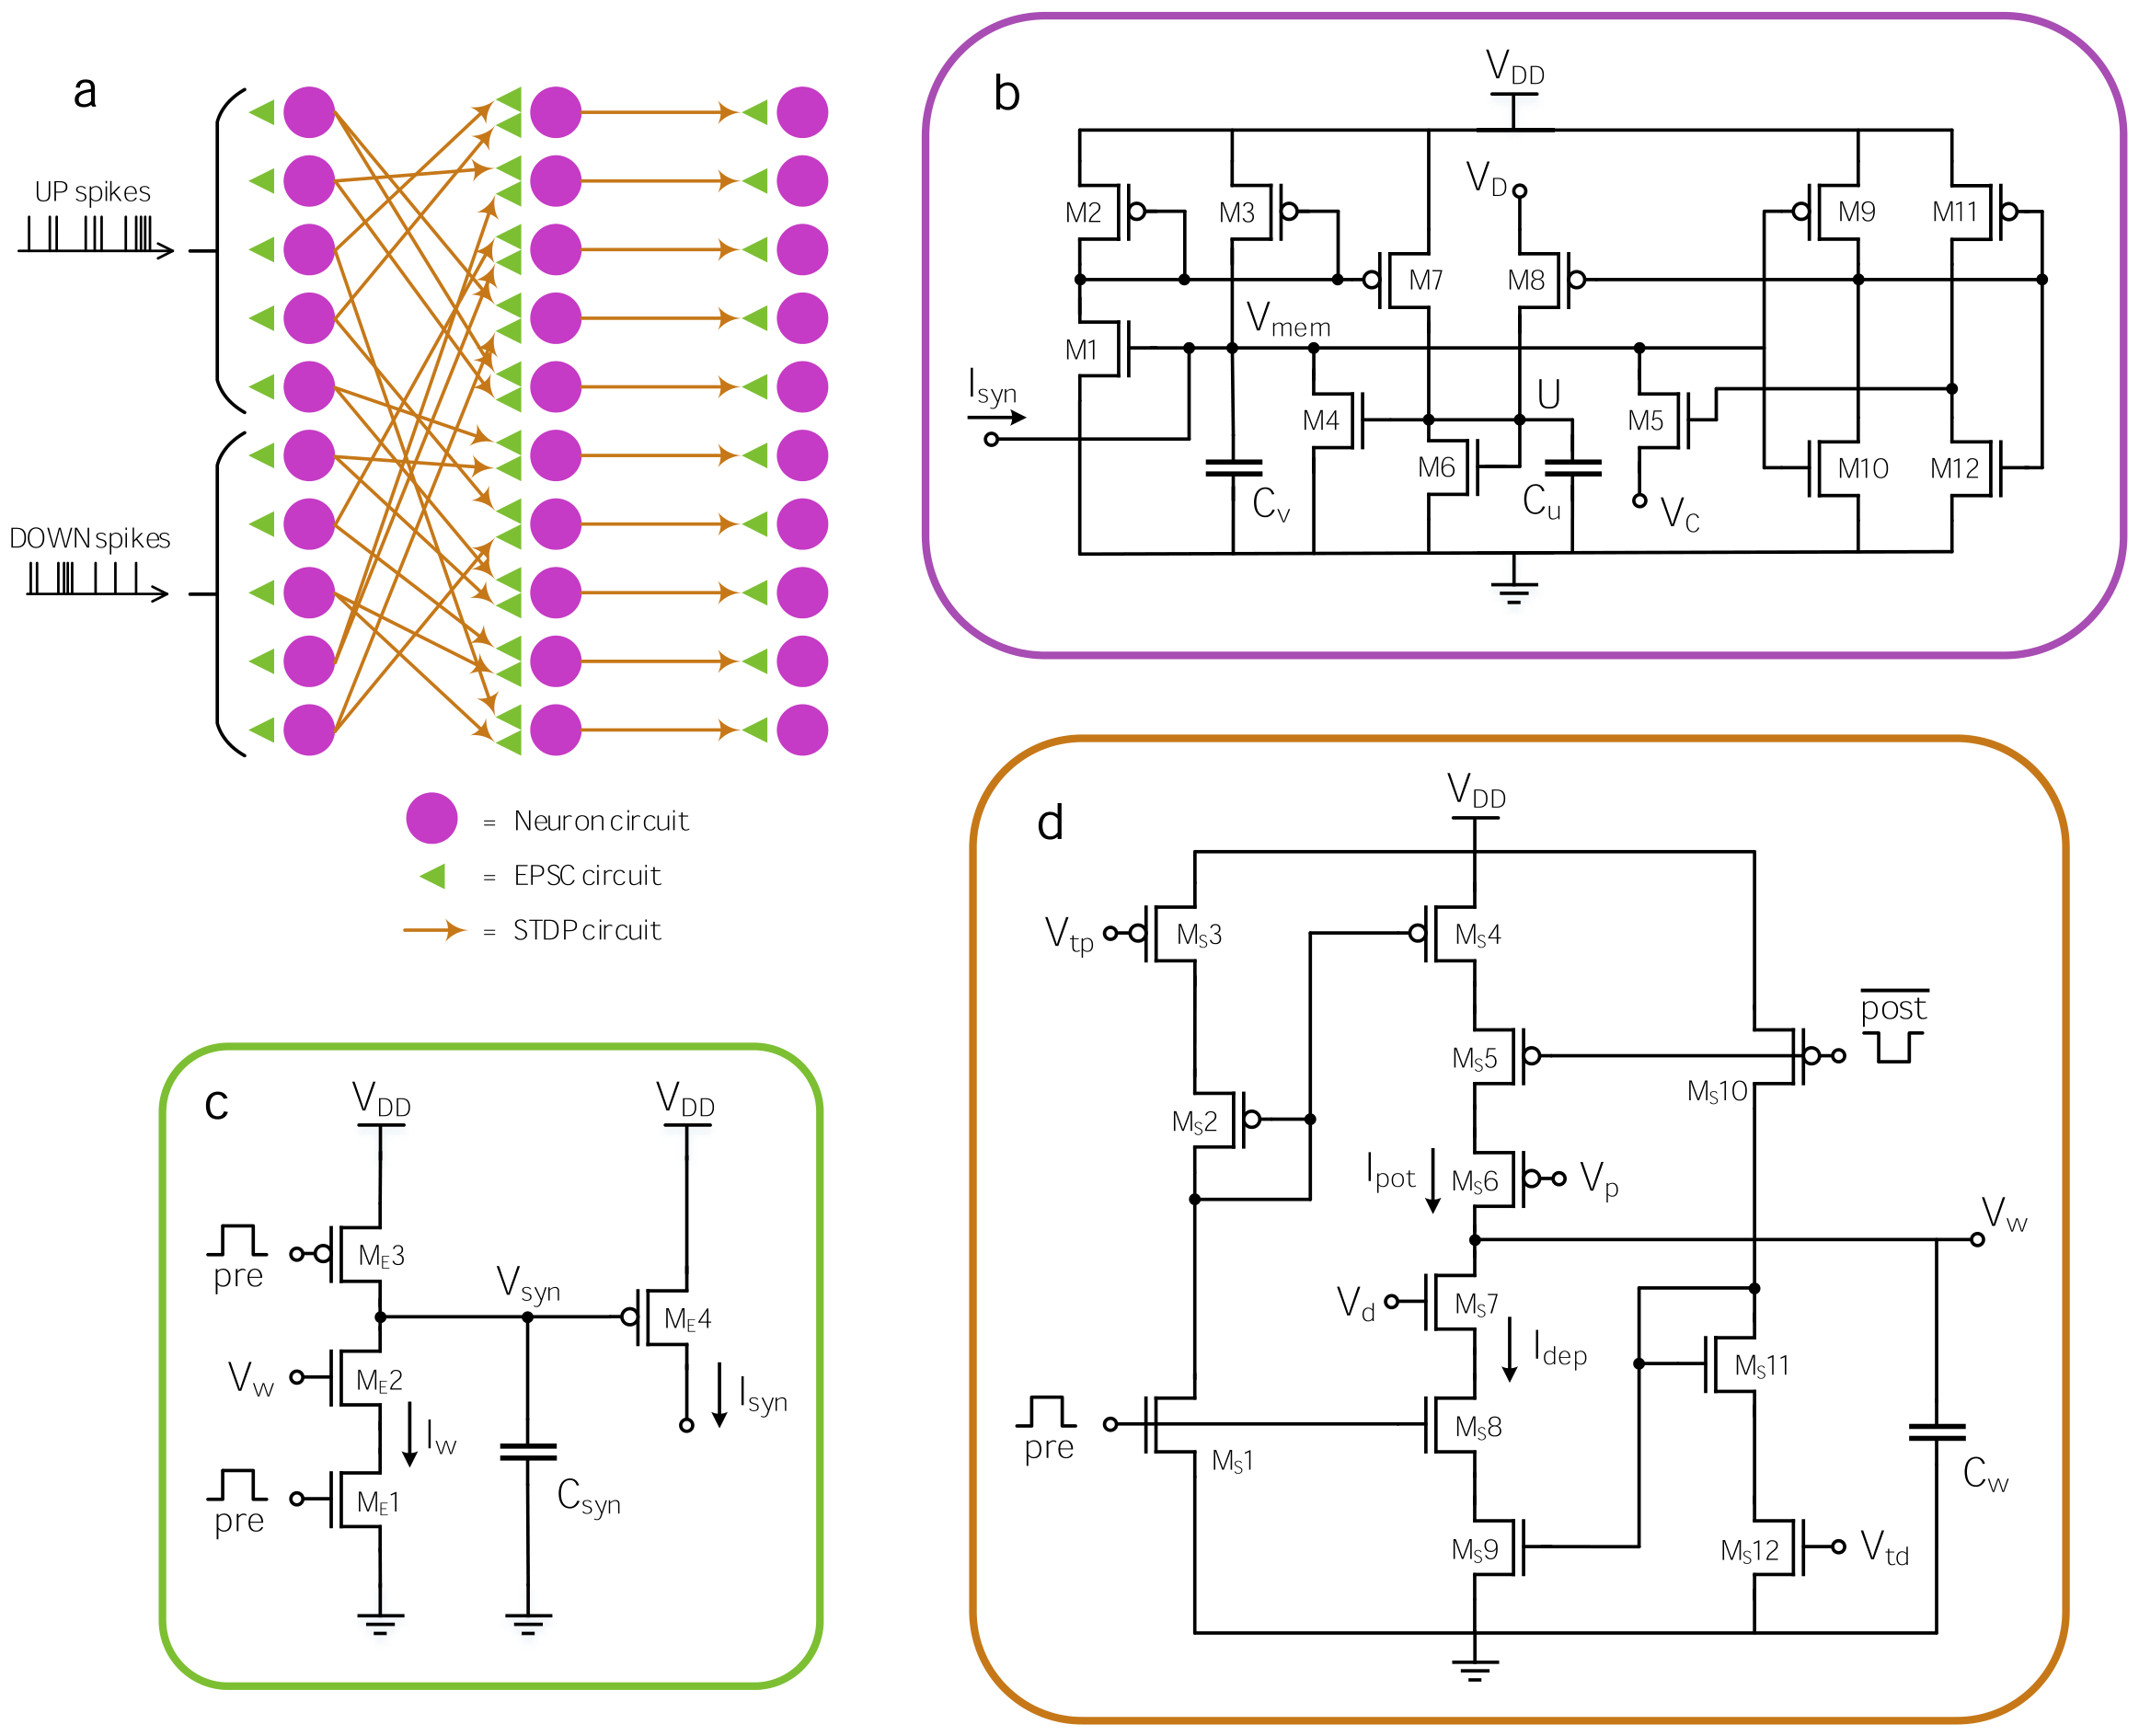 a
UP spikes
DOWN spikes
= Neuron circuit
= EPSC circuit
= STDP circuit
b
VDD
VD
M2
M3
M9
M11
M7
M8
Vmem
M1
Isyn
U
M4
M5
M6
M10
M12
Cv
Cu
VC
c
VDD
VDD
ME3
pre
Vsyn
ME4
Vw
ME2
Iw
Isyn
pre
ME1
Csyn
d
VDD
Vtp
MS3
MS4
post
MS5
MS10
MS2
Ipot
MS6
Vp
Vw
Vd
MS7
Idep
MS11
pre
MS1
MS8
Cw
MS9
MS12
Vtd